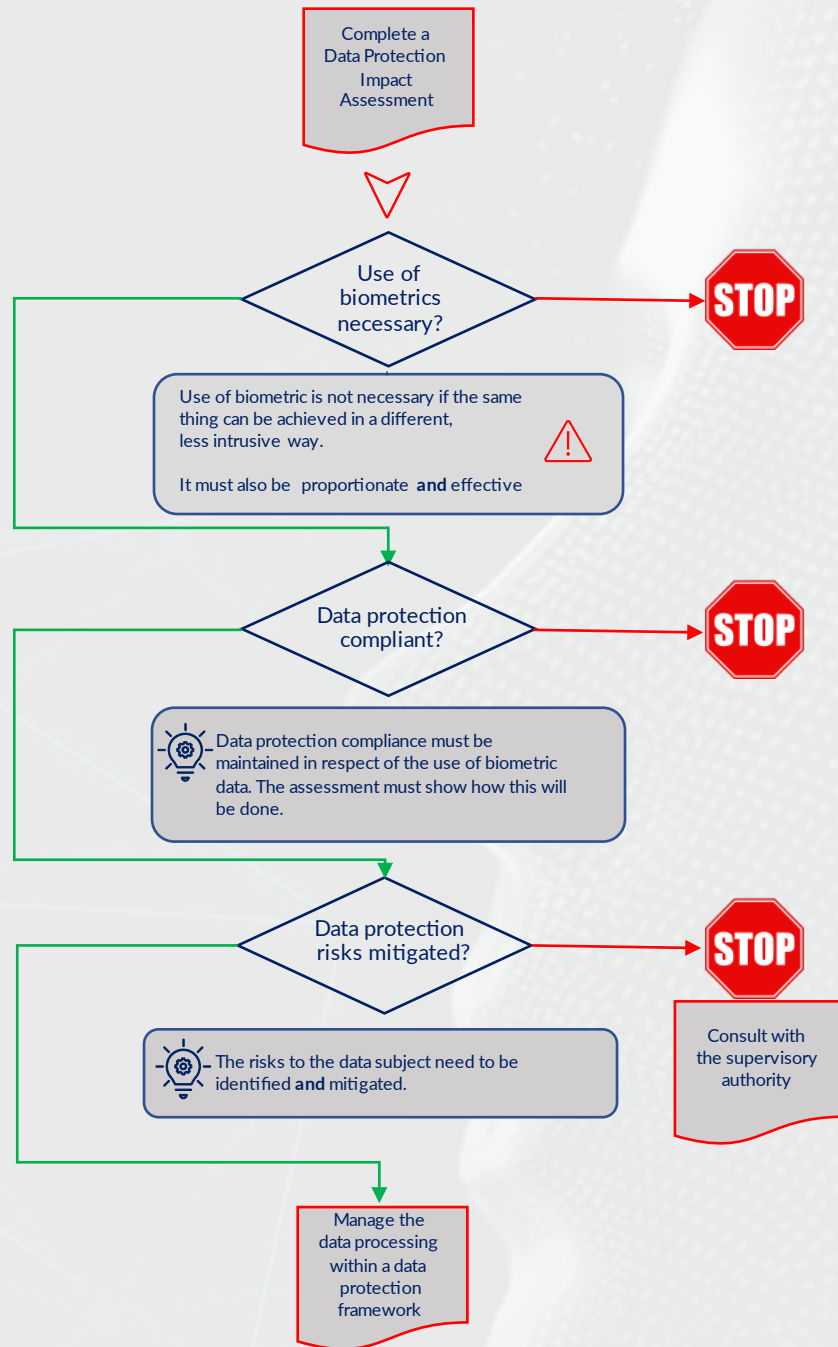 Complete a
Data Protection
Impact
Assessment
Use of
biometrics
necessary?
STOP
Use of biometric is not necessary if the same
thing can be achieved in a different,
less intrusive way.
It must also be proportionate and effective
Data protection
compliant?
STOP
Data protection compliance must be
maintained in respect of the use of biometric
data. The assessment must show how this will
be done.
Data protection
risks mitigated?
STOP
Consult with
the supervisory
authority
The risks to the data subject need to be
identified and mitigated.
Manage the
data processing
within a data
protection
framework